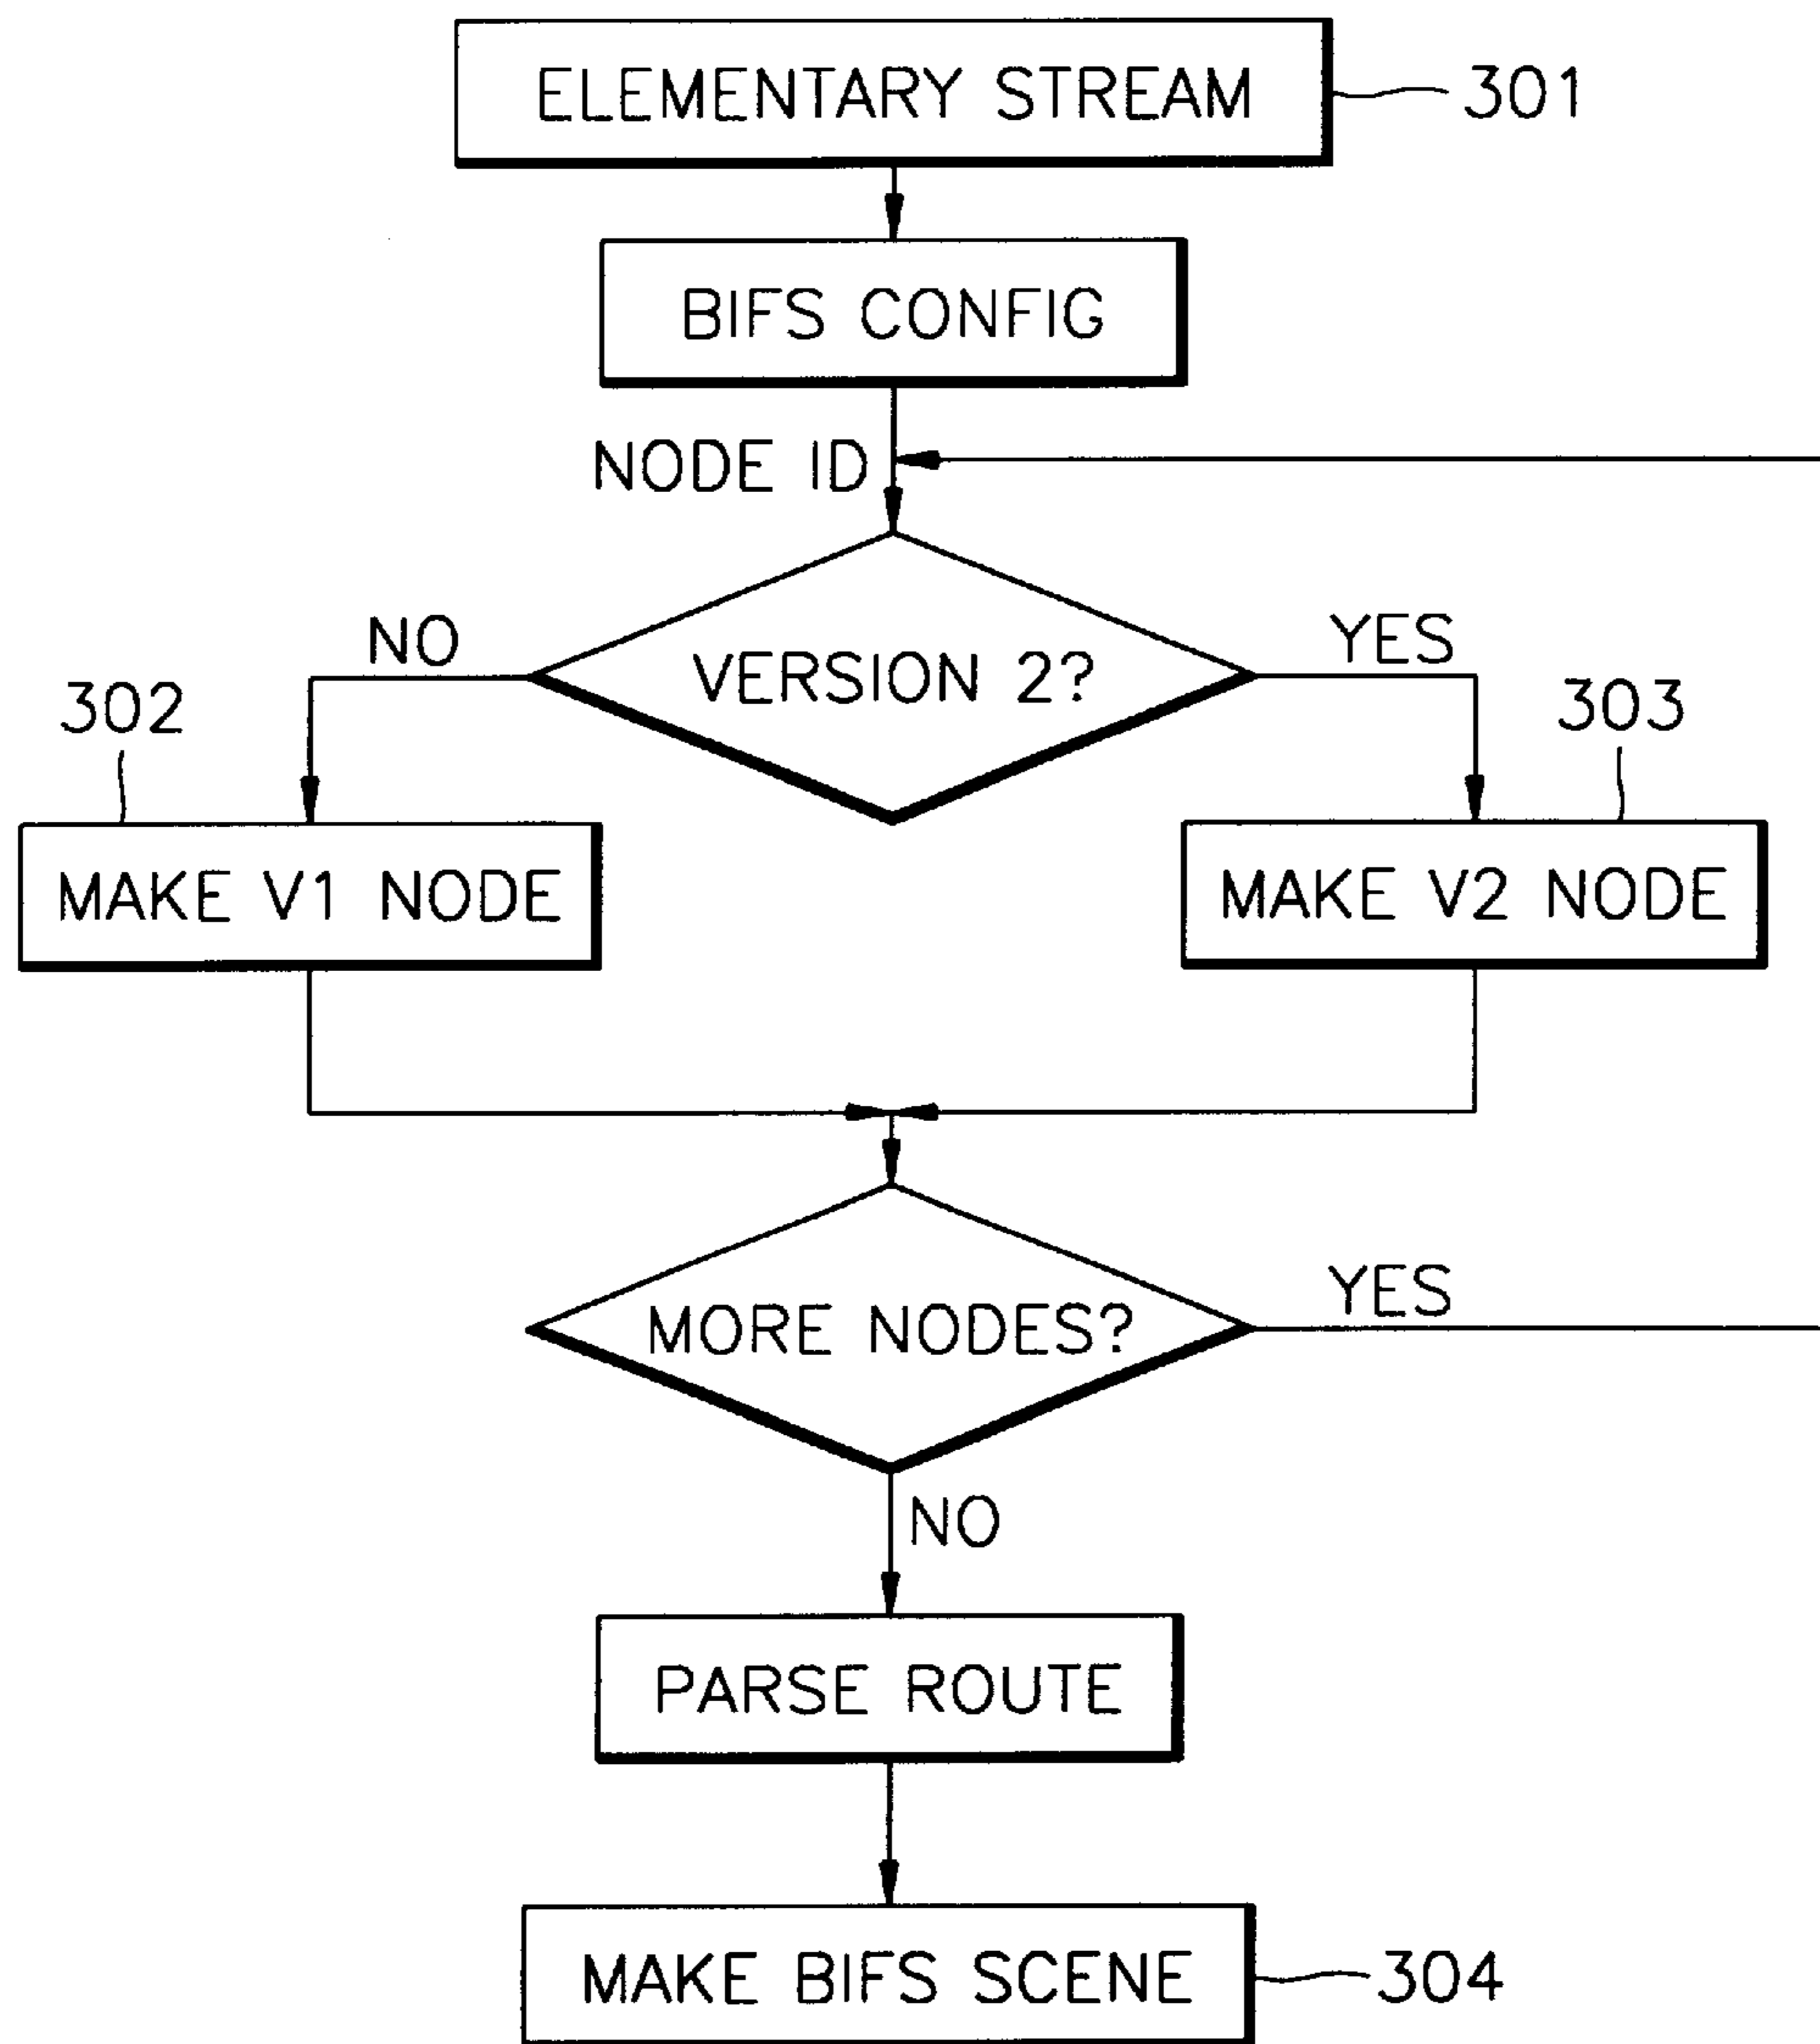 ELEMENTARY STREAM
301
BIFS CONFIG
NODE ID
VERSION 2?
NO
YES
302
303
MAKE V1 NODE
MAKE V2 NODE
MORE NODES?
YES
NO
PARSE ROUTE
MAKE BIFS SCENE
304